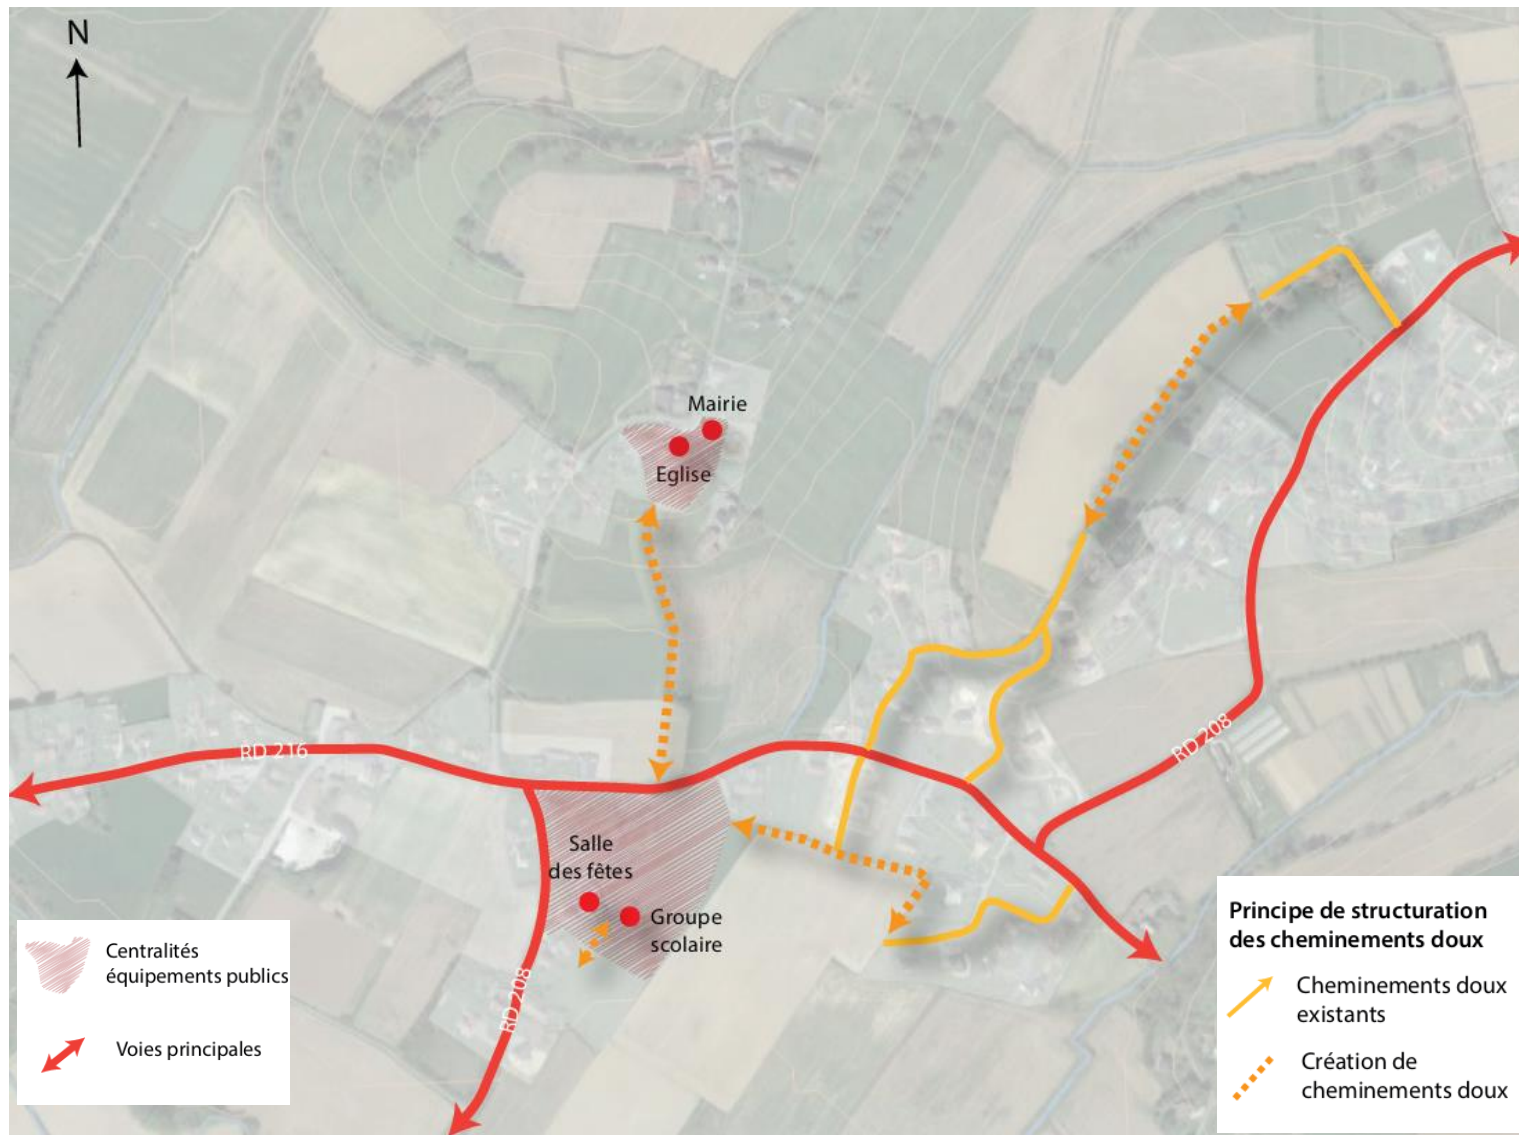 N
Mairie
Eglise
RD 216
RD 208
Salle
des fêtes
Groupe
scolaire
RD 208
Centralités
équipements publics
Voies principales
Principe de structuration
des cheminements doux
Cheminements doux
existants
Création de
cheminements doux